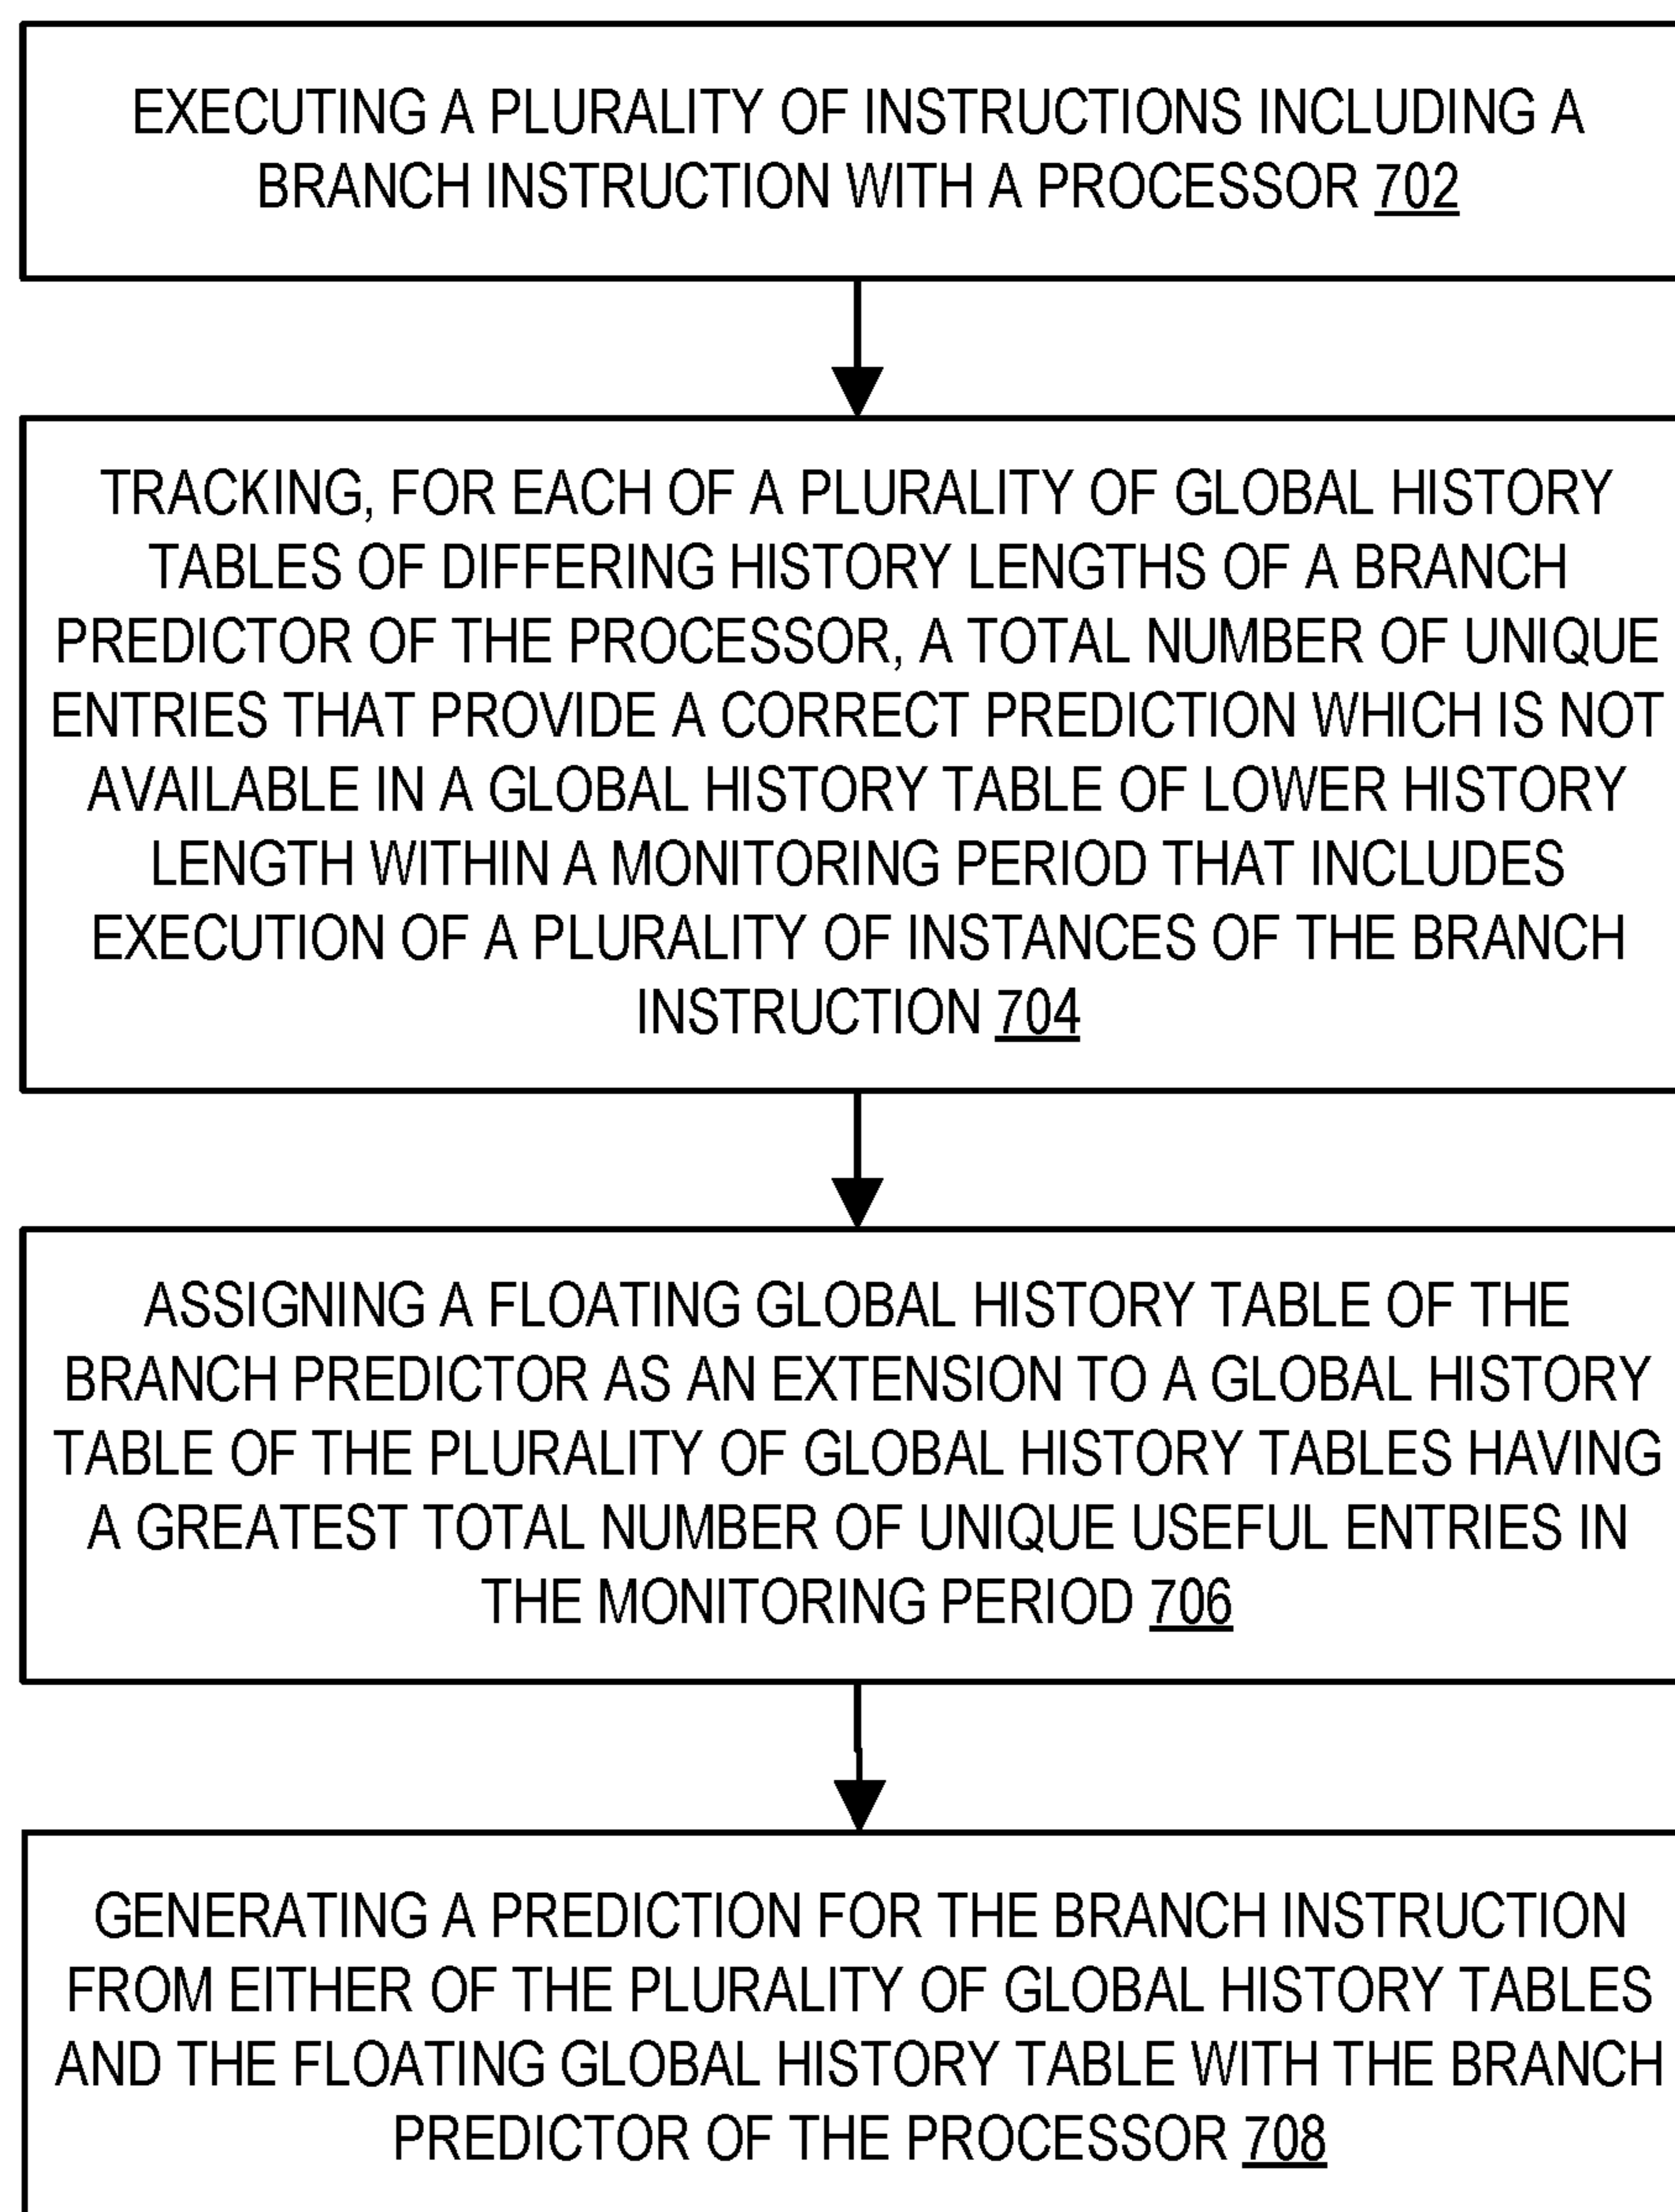 EXECUTING A PLURALITY OF INSTRUCTIONS INCLUDING A
BRANCH INSTRUCTION WITH A PROCESSOR 702
TRACKING, FOR EACH OF A PLURALITY OF GLOBAL HISTORY
TABLES OF DIFFERING HISTORY LENGTHS OF A BRANCH
PREDICTOR OF THE PROCESSOR, A TOTAL NUMBER OF UNIQUE
ENTRIES THAT PROVIDE A CORRECT PREDICTION WHICH IS NOT
AVAILABLE IN A GLOBAL HISTORY TABLE OF LOWER HISTORY
LENGTH WITHIN A MONITORING PERIOD THAT INCLUDES
EXECUTION OF A PLURALITY OF INSTANCES OF THE BRANCH
INSTRUCTION 704
ASSIGNING A FLOATING GLOBAL HISTORY TABLE OF THE
BRANCH PREDICTOR AS AN EXTENSION TO A GLOBAL HISTORY
TABLE OF THE PLURALITY OF GLOBAL HISTORY TABLES HAVING
A GREATEST TOTAL NUMBER OF UNIQUE USEFUL ENTRIES IN
THE MONITORING PERIOD 706
GENERATING A PREDICTION FOR THE BRANCH INSTRUCTION
FROM EITHER OF THE PLURALITY OF GLOBAL HISTORY TABLES
AND THE FLOATING GLOBAL HISTORY TABLE WITH THE BRANCH
PREDICTOR OF THE PROCESSOR 708